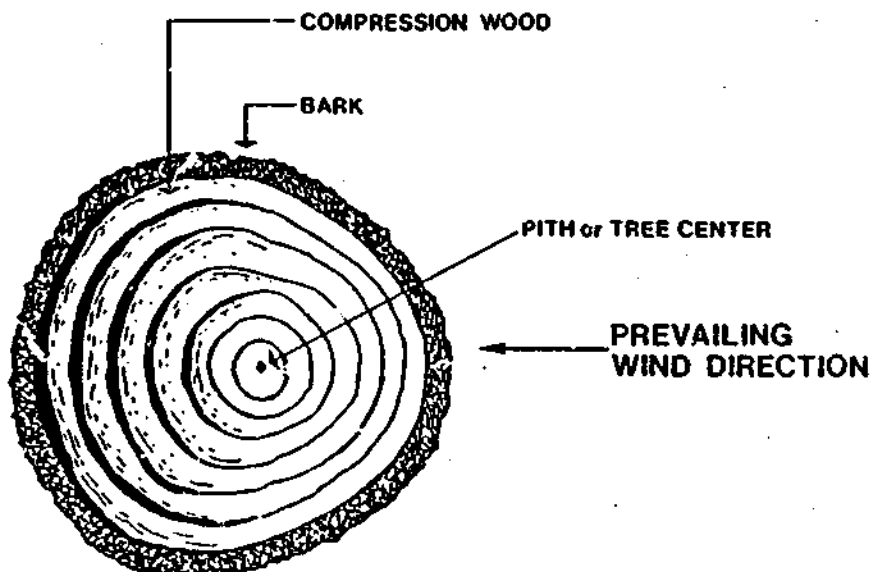 COMPRESSION WOOD
BARK
PITH or TREE CENTER
PREVAILING
WIND DIRECTION